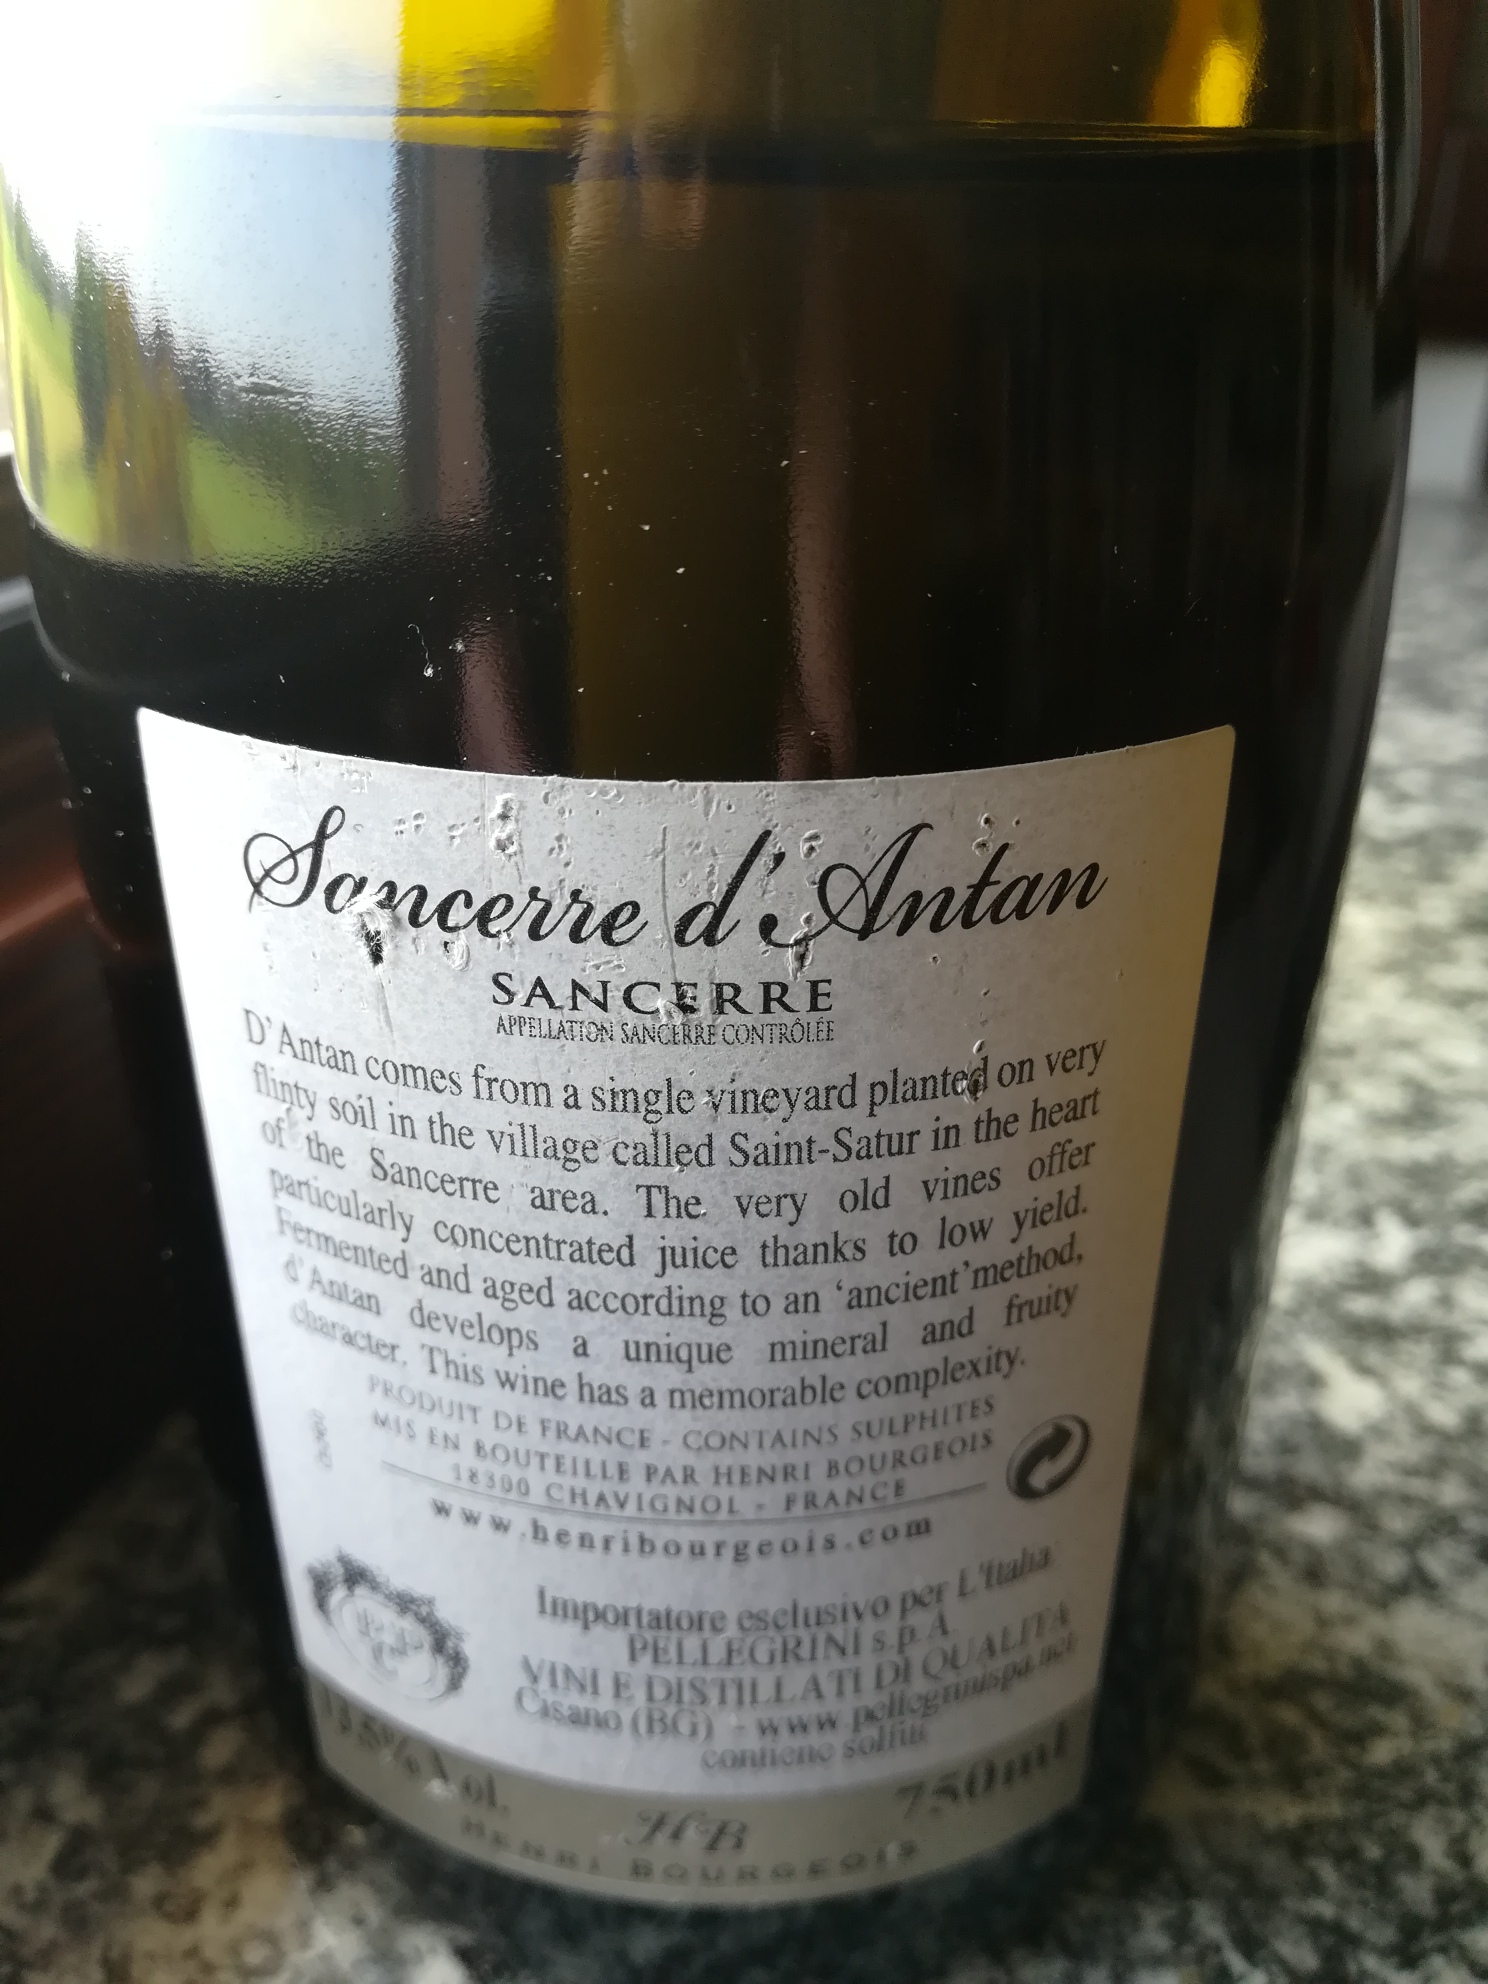 Sancerre d'Antan
SANCERRE
APPELLATION SANCERRE CONTRÔLÉE
D'Antan comes from a single vineyard planted on very
flinty soil in the village called Saint-Satur in the heart
of the Sancerre area. The very old vines offer
particularly concentrated juice thanks to low yield.
Fermented and aged according to an 'ancient' method,
d'Antan develops a unique mineral and fruity
character. This wine has a memorable complexity.
PRODUIT DE FRANCE - CONTAINS SULPHITES
MIS EN BOUTEILLE PAR HENRI BOURGEOIS
18300 CHAVIGNOL - FRANCE
www.henribourgeois.com
Importatore esclusivo per L'Italia
PELLEGRINI s.p.A.
VINI E DISTILLATI DI QUALITÀ
Cisano (BG) - www.pellegrinispa.net
contiene solfiti
13,5% Vol.
750ml
HB
HENRI BOURGEOIS